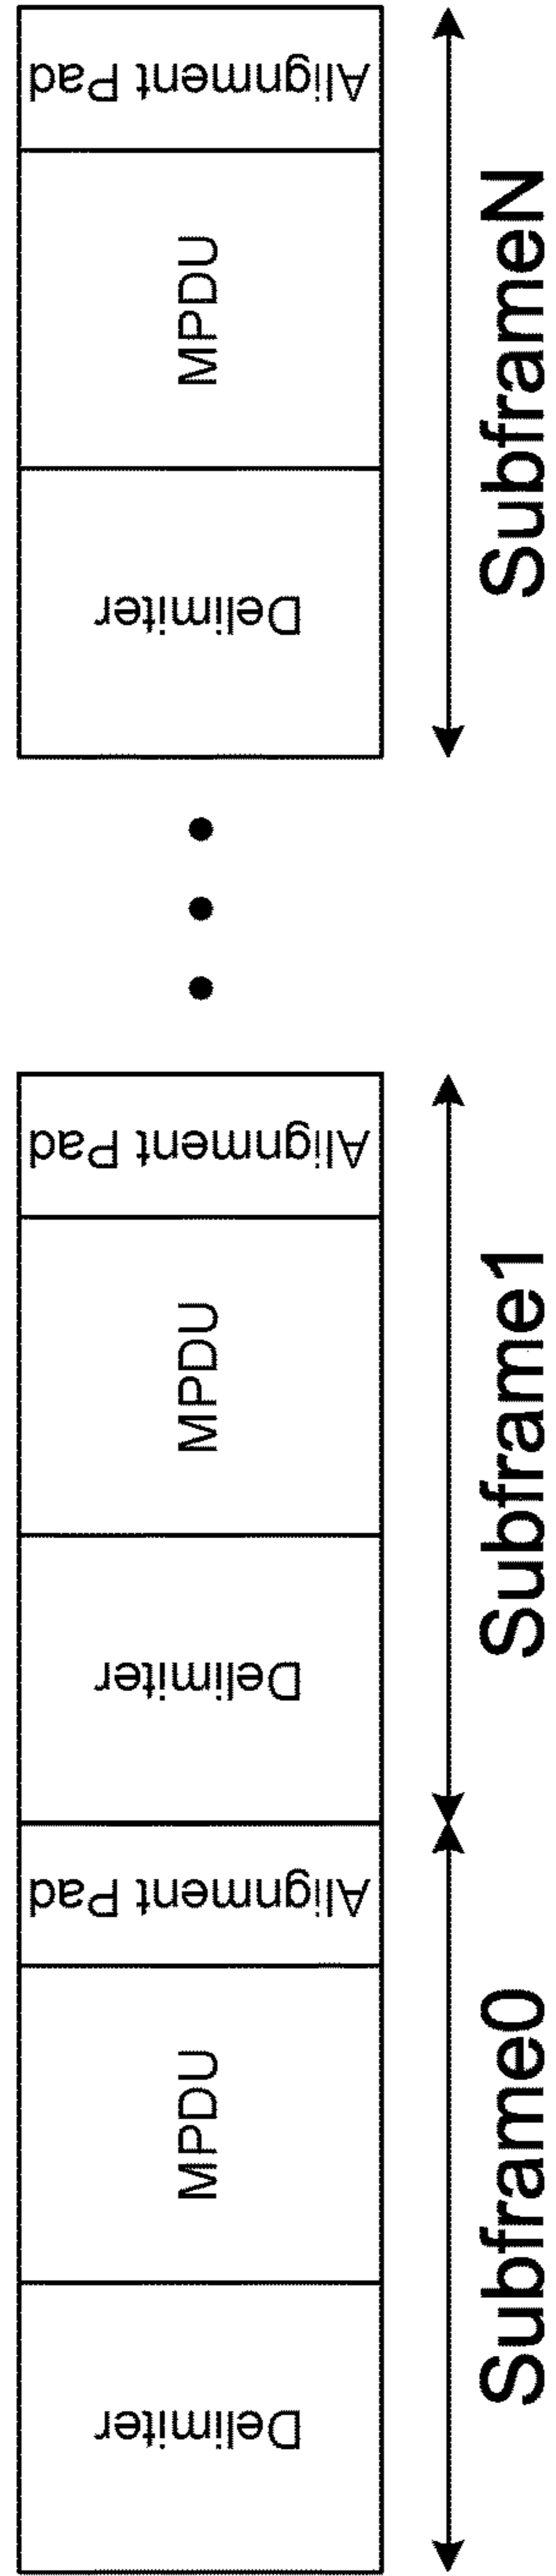 Delimiter
MPDU
Alignment Pad
Delimiter
MPDU
Alignment Pad
Delimiter
MPDU
Alignment Pad
Subframe0
Subframe1
SubframeN